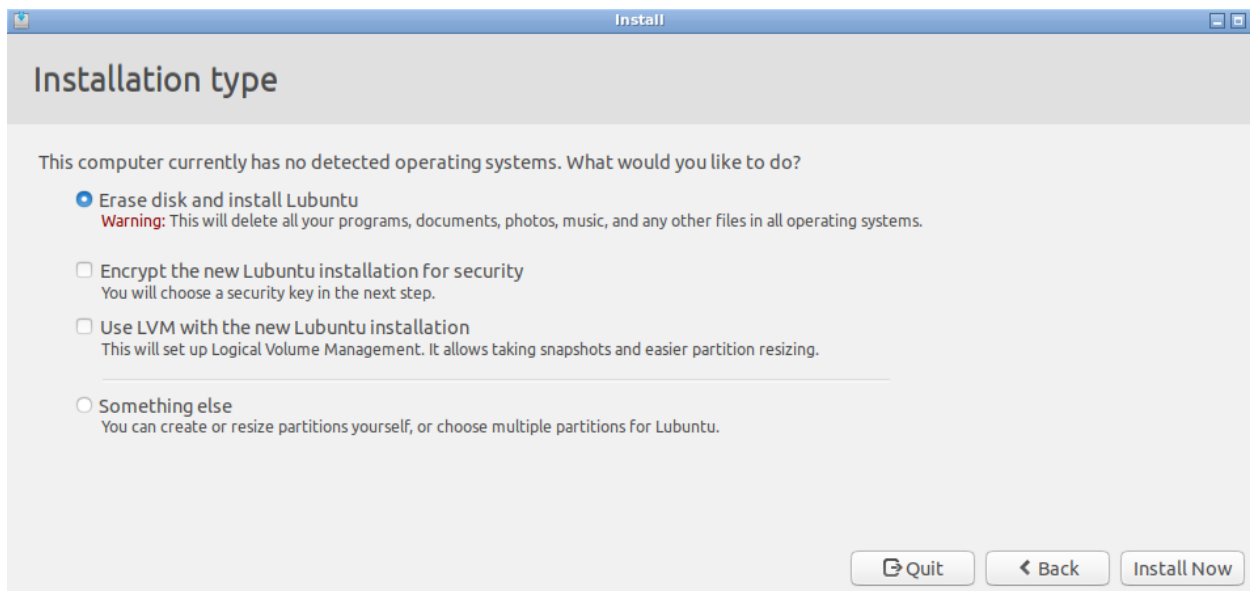 Install
Installation type
This computer currently has no detected operating systems. What would you like to do?
Erase disk and install Lubuntu
Warning: This will delete all your programs, documents, photos, music, and any other files in all operating systems.
Encrypt the new Lubuntu installation for security
You will choose a security key in the next step.
Use LVM with the new Lubuntu installation
This will set up Logical Volume Management. It allows taking snapshots and easier partition resizing.
Something else
You can create or resize partitions yourself, or choose multiple partitions for Lubuntu.
Quit Back Install Now